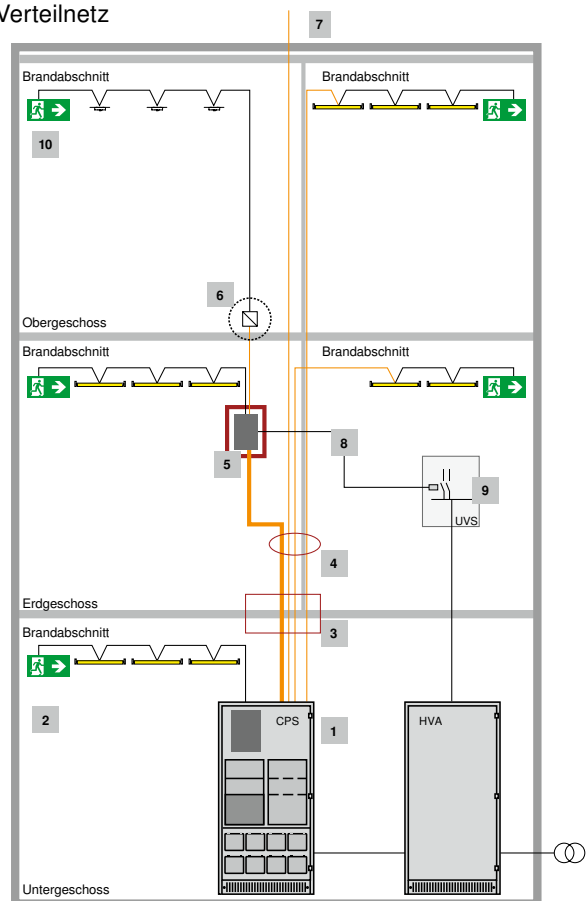 Verteilnetz
7
Brandabschnitt
Brandabschnitt
10
6
Obergeschoss
Brandabschnitt
Brandabschnitt
8
5
9
UVS
4
Erdgeschoss
3
Brandabschnitt
2
CPS
1
HVA
Untergeschoss